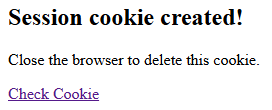 Session cookie created!
Close the browser to delete this cookie.
Check Cookie